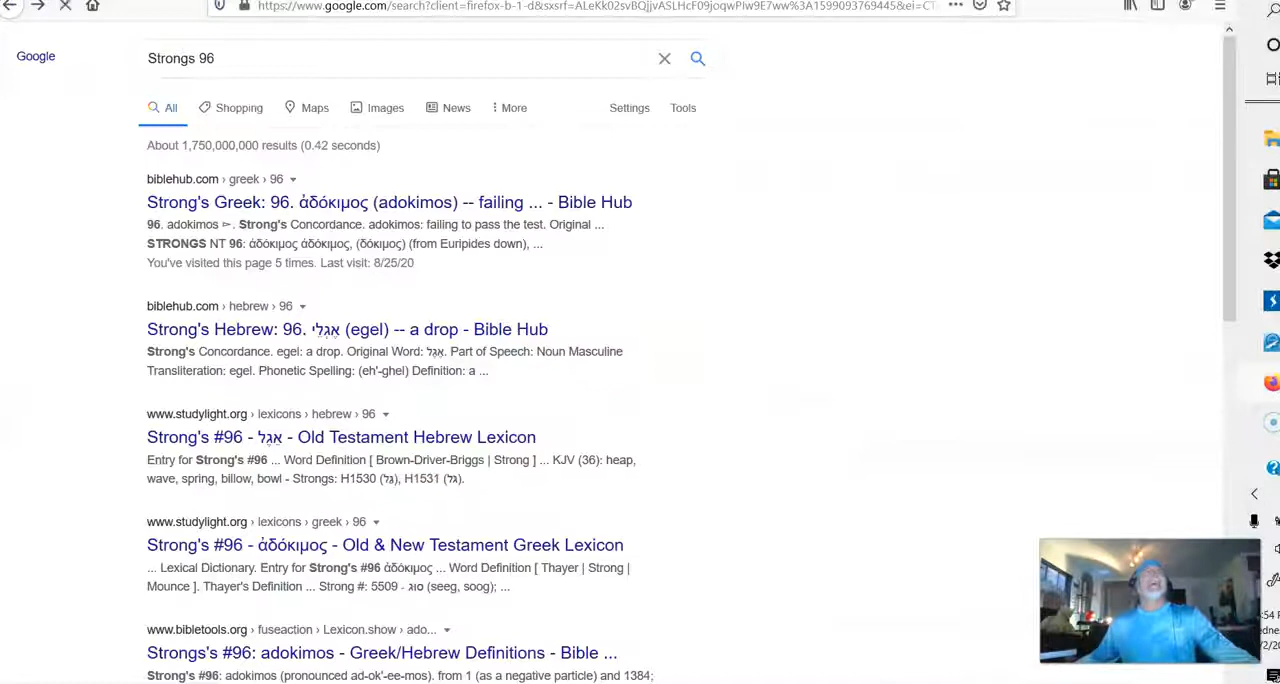 https://www.google.com/search?client=firefox-b-1-d&sxsrf=ALeKk02svBQjjvASLHcF09joqwPIw9E7ww%3A1599093769445&ei=CT
Google
Strongs 96
All Shopping Maps Images News More Settings Tools
About 1,750,000,000 results (0.42 seconds)
biblehub.com › greek › 96
Strong's Greek: 96. ἀδόκιμος (adokimos) -- failing ... - Bible Hub
96. adokimos ►. Strong's Concordance. adokimos: failing to pass the test. Original ...
STRONGS NT 96: ἀδόκιμος ἀδόκιμος, (δόκιμος) (from Euripides down), ...
You've visited this page 5 times. Last visit: 8/25/20
biblehub.com › hebrew › 96
Strong's Hebrew: 96. אֶגְלֵי (egel) -- a drop - Bible Hub
Strong's Concordance. egel: a drop. Original Word: אֵגֶל. Part of Speech: Noun Masculine
Transliteration: egel. Phonetic Spelling: (eh'-ghel) Definition: a ...
www.studylight.org › lexicons › hebrew › 96
Strong's #96 - אֵגֶל - Old Testament Hebrew Lexicon
Entry for Strong's #96 ... Word Definition [ Brown-Driver-Briggs | Strong ] ... KJV (36): heap,
wave, spring, billow, bowl - Strongs: H1530 (גַּל), H1531 (גֹּל).
www.studylight.org › lexicons › greek › 96
Strong's #96 - ἀδόκιμος - Old & New Testament Greek Lexicon
... Lexical Dictionary. Entry for Strong's #96 ἀδόκιμος ... Word Definition [ Thayer | Strong |
Mounce ]. Thayer's Definition ... Strong #: 5509 - סוּג (seeg, soog); ...
www.bibletools.org › fuseaction › Lexicon.show › ado...
Strongs's #96: adokimos - Greek/Hebrew Definitions - Bible ...
Strong's #96: adokimos (pronounced ad-ok'-ee-mos). from 1 (as a negative particle) and 1384;